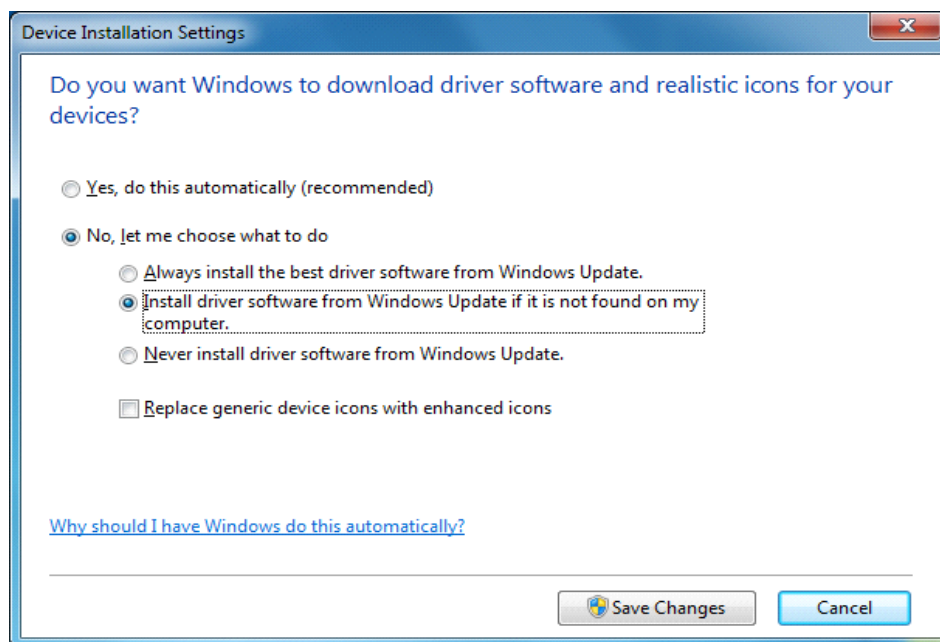 Device Installation Settings
Do you want Windows to download driver software and realistic icons for your
devices?
Yes, do this automatically (recommended)
No, let me choose what to do
Always install the best driver software from Windows Update.
Install driver software from Windows Update if it is not found on my
computer.
Never install driver software from Windows Update.
Replace generic device icons with enhanced icons
Why should I have Windows do this automatically?
Save Changes
Cancel